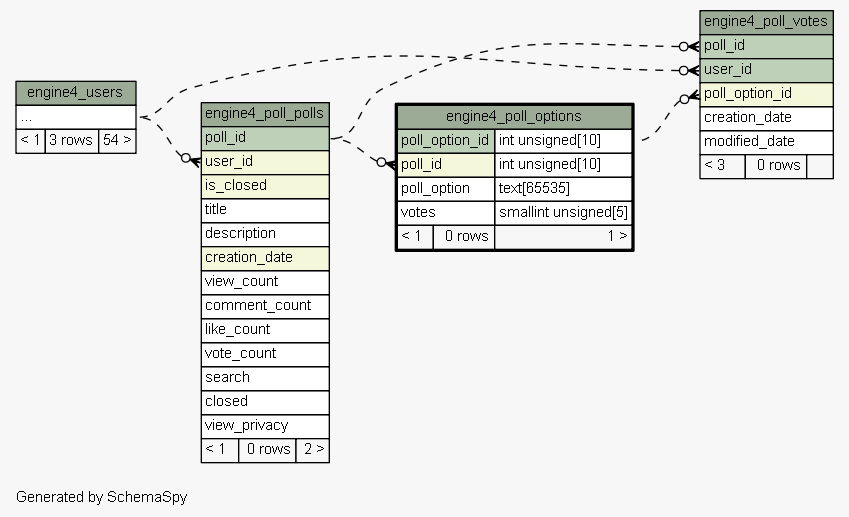 engine4_users
...
< 1 3 rows 54 >
engine4_poll_polls
poll_id
user_id
is_closed
title
description
creation_date
view_count
comment_count
like_count
vote_count
search
closed
view_privacy
< 1 0 rows 2 >
engine4_poll_options
poll_option_id int unsigned[10]
poll_id int unsigned[10]
poll_option text[65535]
votes smallint unsigned[5]
< 1 0 rows 1 >
engine4_poll_votes
poll_id
user_id
poll_option_id
creation_date
modified_date
< 3 0 rows
Generated by SchemaSpy